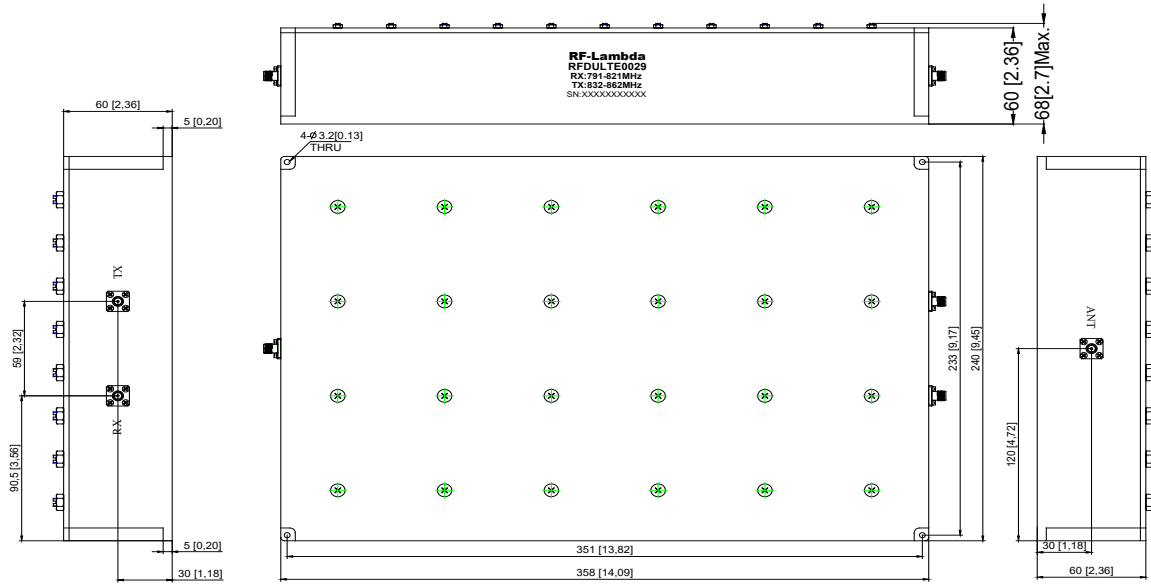 RF-Lambda
RFDULTE0029
RX:791-821MHz
TX:832-862MHz
SN:XXXXXXXXXXX
60 [2.36]
68[2.7]Max.
60 [2,36]
5 [0,20]
TX
59 [2,32]
RX
90,5 [3,56]
5 [0,20]
30 [1,18]
4-Ø3.2[0.13]
THRU
233 [9,17]
240 [9,45]
351 [13,82]
358 [14,09]
ANT
120 [4,72]
30 [1,18]
60 [2,36]